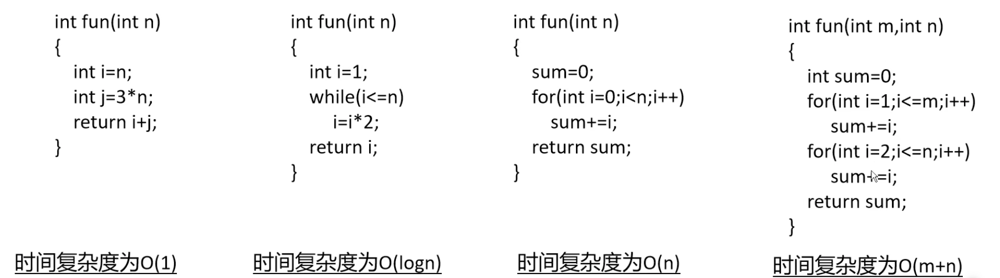 int fun(int n)
{
int i=n;
int j=3*n;
return i+j;
}
时间复杂度为O(1)
int fun(int n)
{
int i=1;
while(i<=n)
i=i*2;
return i;
}
时间复杂度为O(logn)
int fun(int n)
{
sum=0;
for(int i=0;i<n;i++)
sum+=i;
return sum;
}
时间复杂度为O(n)
int fun(int m,int n)
{
int sum=0;
for(int i=1;i<=m;i++)
sum+=i;
for(int i=2;i<=n;i++)
sum+=i;
return sum;
}
时间复杂度为O(m+n)